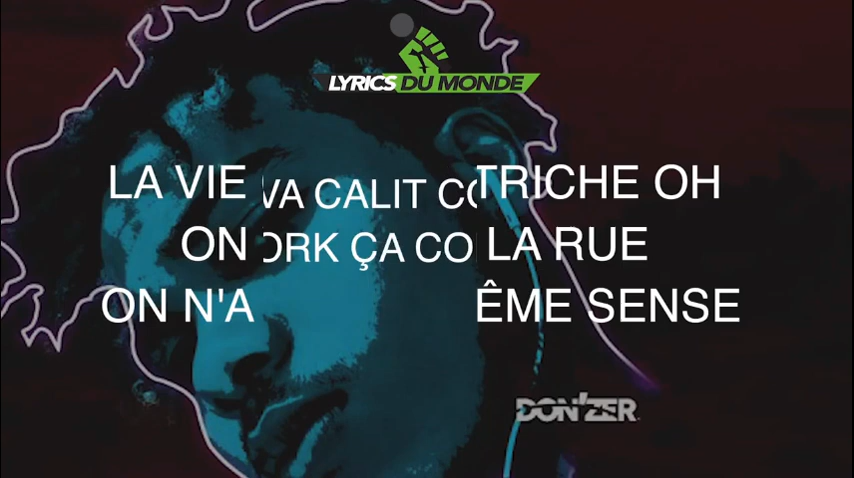 LYRICS DU MONDE
LA VIE VA CALIT CO TRICHE OH
ON ORK ÇA CO LA RUE
ON N'A ÊME SENSE
DON'ZER